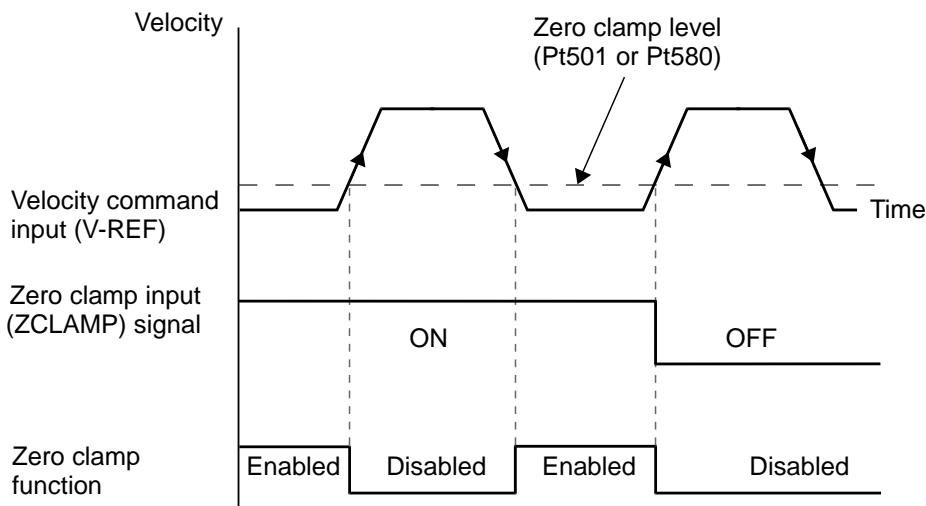 Velocity
Zero clamp level
(Pt501 or Pt580)
Velocity command
input (V-REF)
Time
Zero clamp input
(ZCLAMP) signal
ON
OFF
Zero clamp
function
Enabled
Disabled
Enabled
Disabled